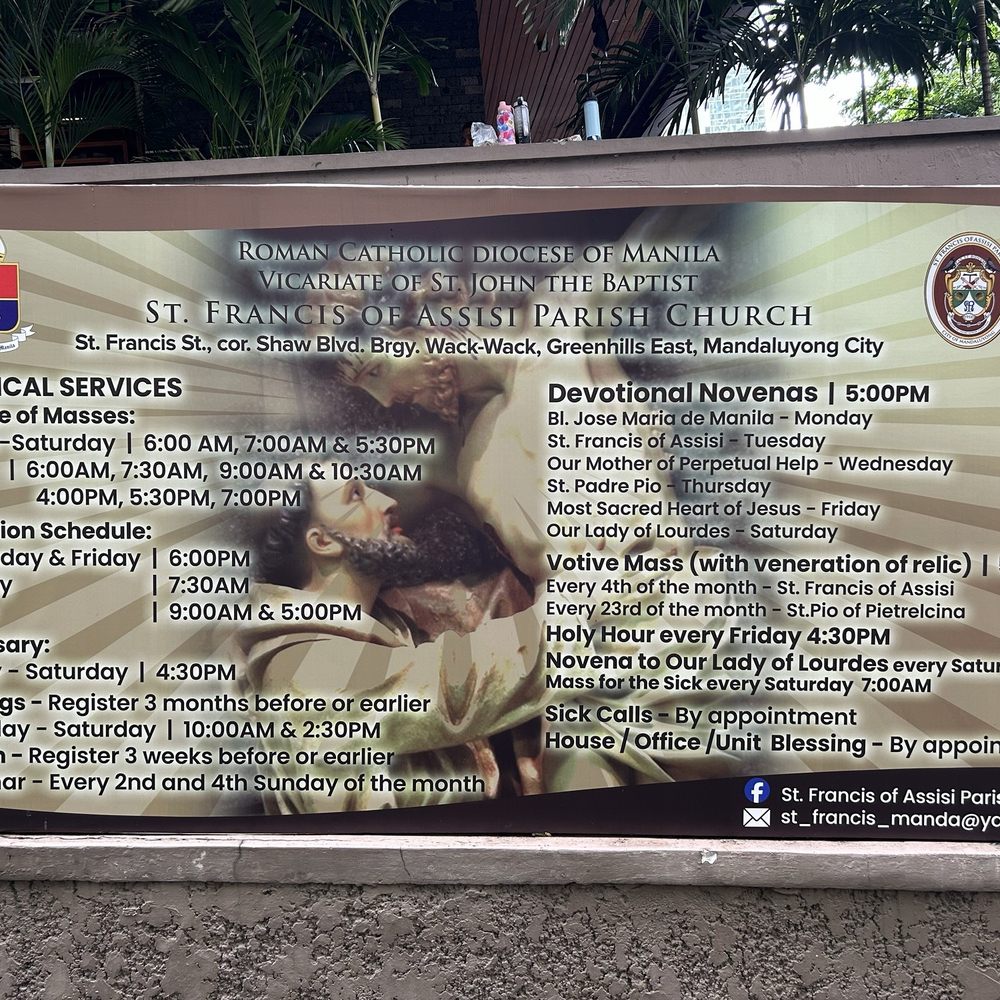 ROMAN CATHOLIC DIOCESE OF MANILA
VICARIATE OF ST. JOHN THE BAPTIST
ST. FRANCIS OF ASSISI PARISH CHURCH
St. Francis St., cor. Shaw Blvd. Brgy. Wack-Wack, Greenhills East, Mandaluyong City
ICAL SERVICES
e of Masses:
-Saturday | 6:00 AM, 7:00AM & 5:30PM
| 6:00AM, 7:30AM, 9:00AM & 10:30AM
4:00PM, 5:30PM, 7:00PM
ion Schedule:
day & Friday | 6:00PM
y | 7:30AM
| 9:00AM & 5:00PM
sary:
y - Saturday | 4:30PM
gs - Register 3 months before or earlier
lay - Saturday | 10:00AM & 2:30PM
n - Register 3 weeks before or earlier
nar - Every 2nd and 4th Sunday of the month
Devotional Novenas | 5:00PM
Bl. Jose Maria de Manila - Monday
St. Francis of Assisi - Tuesday
Our Mother of Perpetual Help - Wednesday
St. Padre Pio - Thursday
Most Sacred Heart of Jesus - Friday
Our Lady of Lourdes - Saturday
Votive Mass (with veneration of relic) |
Every 4th of the month - St. Francis of Assisi
Every 23rd of the month - St.Pio of Pietrelcina
Holy Hour every Friday 4:30PM
Novena to Our Lady of Lourdes every Satur
Mass for the Sick every Saturday 7:00AM
Sick Calls - By appointment
House / Office /Unit Blessing - By appoin
St. Francis of Assisi Paris
st_francis_manda@ya